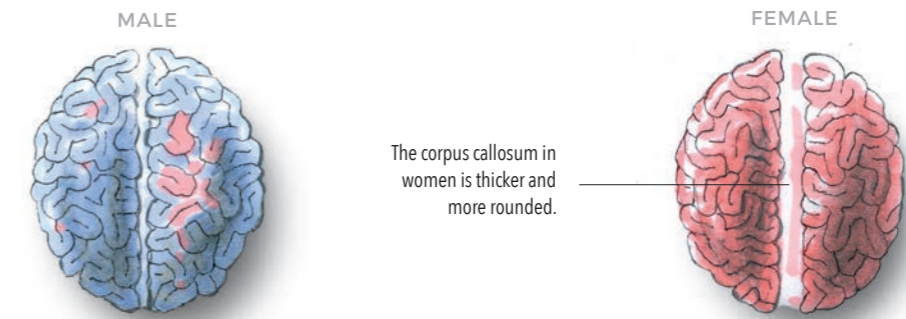 MALE
FEMALE
The corpus callosum in
women is thicker and
more rounded.